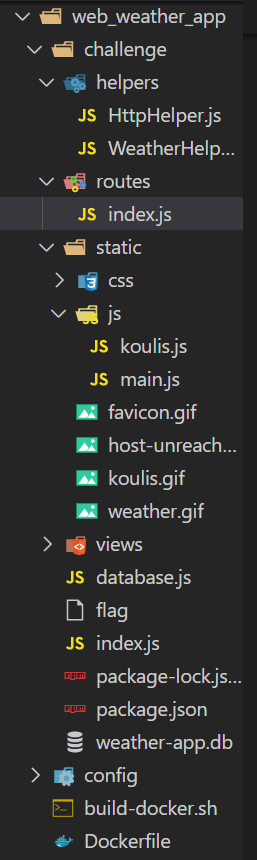 web_weather_app
challenge
helpers
JS HttpHelper.js
JS WeatherHelp...
routes
JS index.js
static
css
js
JS koulis.js
JS main.js
favicon.gif
host-unreach...
koulis.gif
weather.gif
views
JS database.js
flag
JS index.js
package-lock.js...
package.json
weather-app.db
config
build-docker.sh
Dockerfile